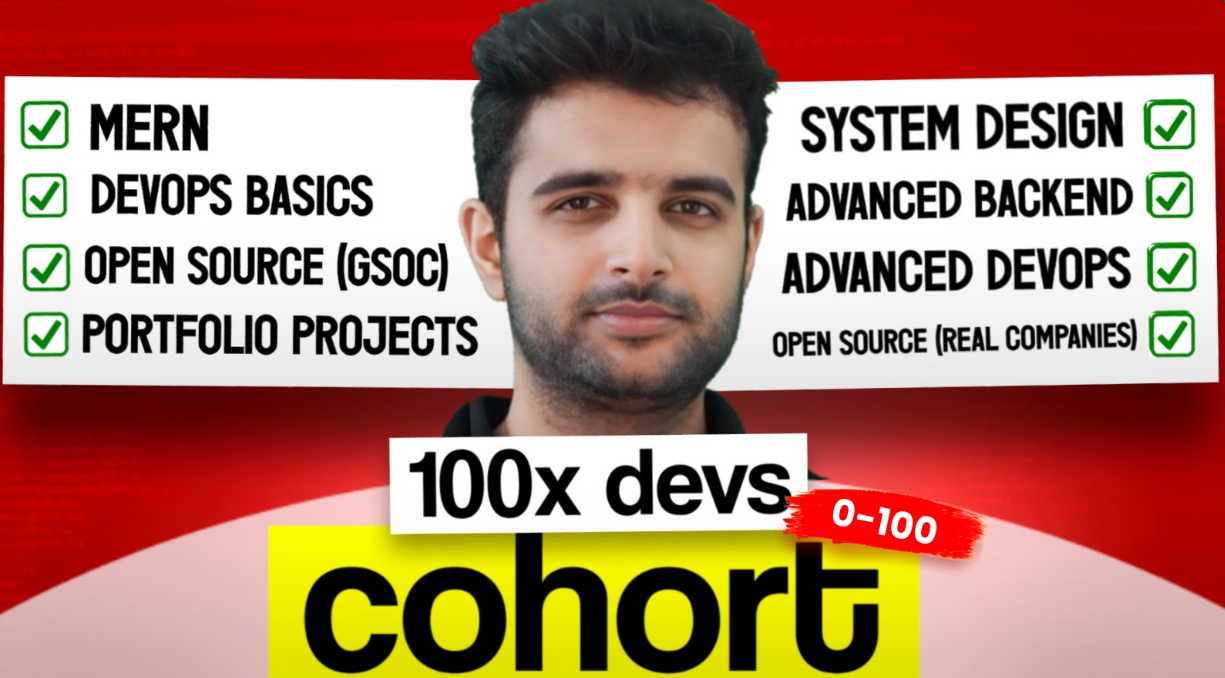 MERN
DEVOPS BASICS
OPEN SOURCE (GSOC)
PORTFOLIO PROJECTS
SYSTEM DESIGN
ADVANCED BACKEND
ADVANCED DEVOPS
OPEN SOURCE (REAL COMPANIES)
100x devs
0-100
cohort